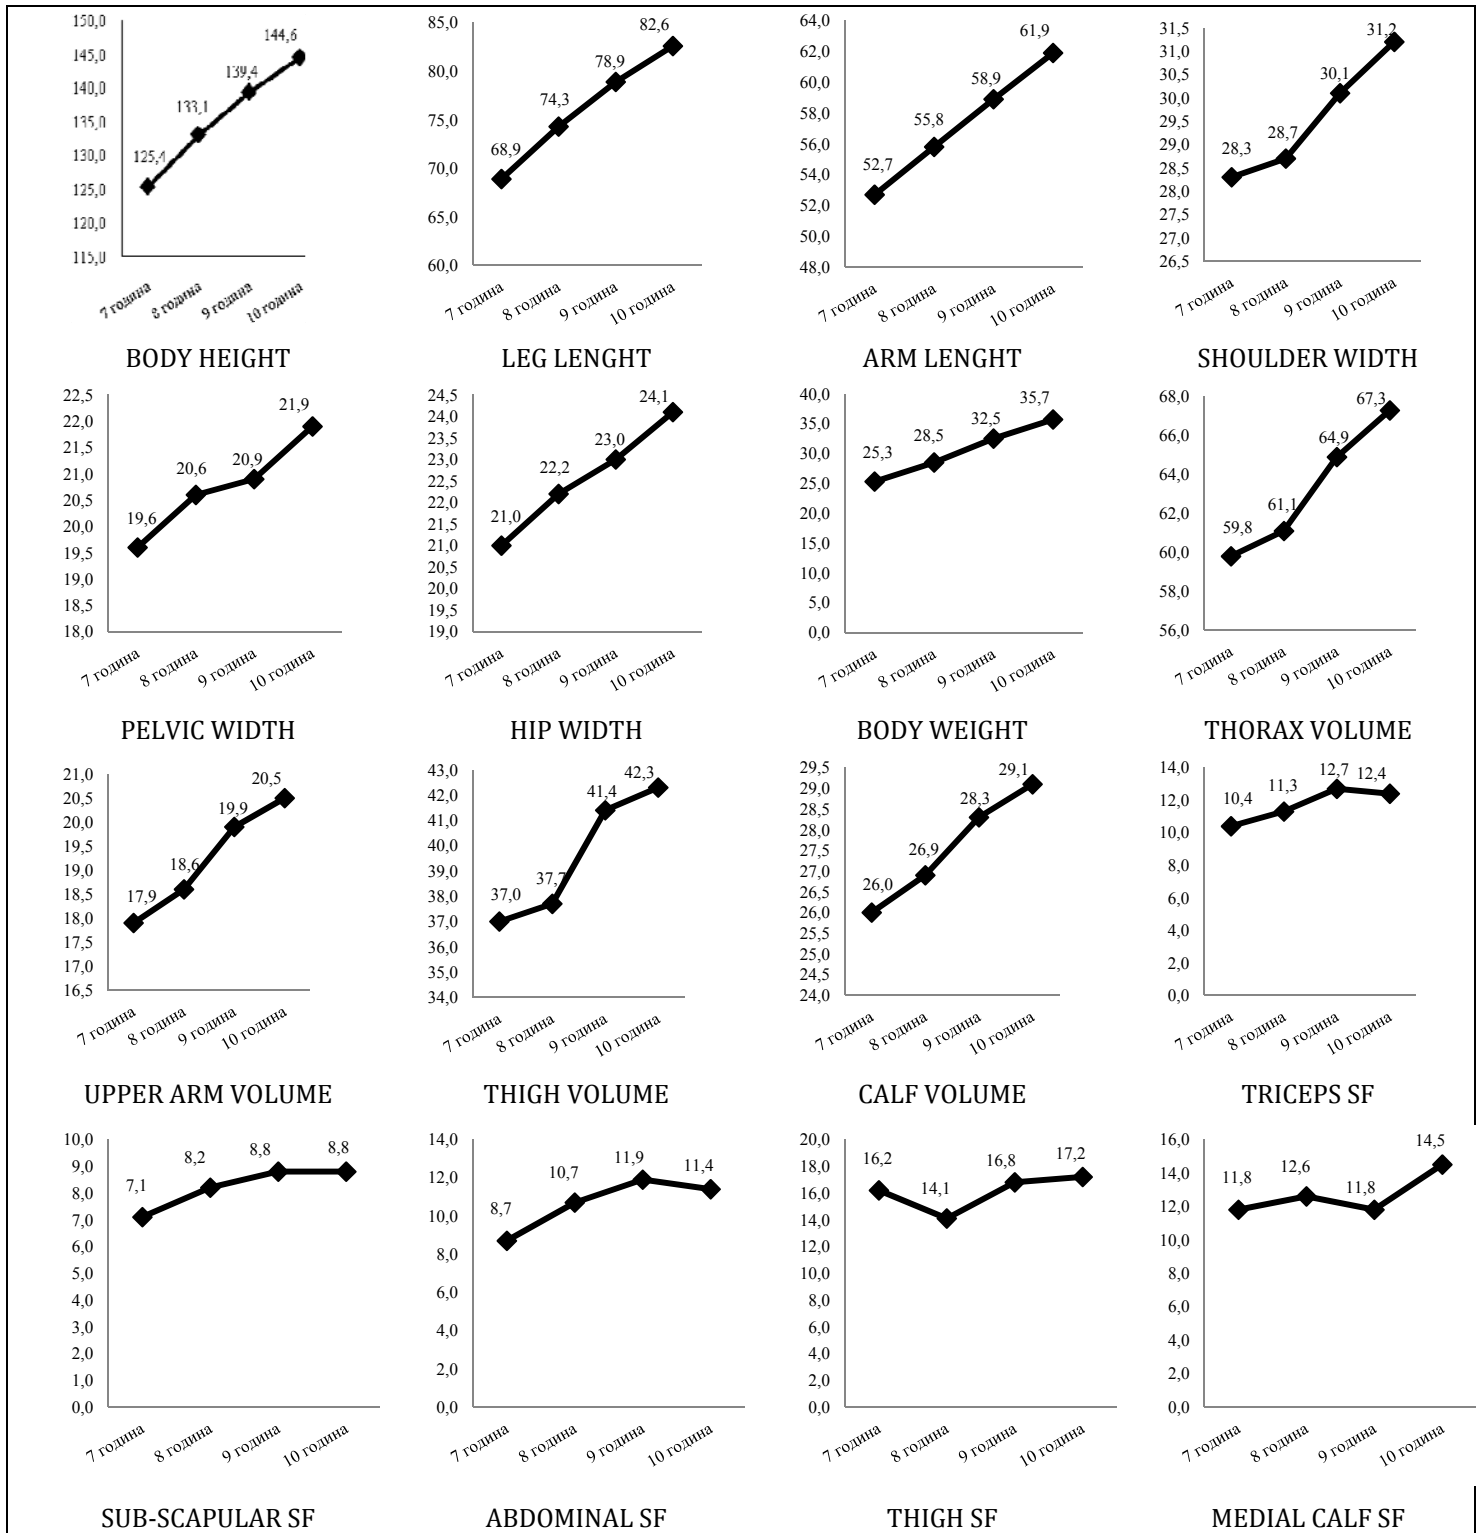 150,0
145,0
140,0
135,0
130,0
125,0
120,0
115,0
125,4
133,1
139,4
144,6
7 година
8 година
9 година
10 година
BODY HEIGHT
85,0
80,0
75,0
70,0
65,0
60,0
68,9
74,3
78,9
82,6
7 година
8 година
9 година
10 година
LEG LENGHT
64,0
62,0
60,0
58,0
56,0
54,0
52,0
50,0
48,0
52,7
55,8
58,9
61,9
7 година
8 година
9 година
10 година
ARM LENGHT
31,5
31,0
30,5
30,0
29,5
29,0
28,5
28,0
27,5
27,0
26,5
28,3
28,7
30,1
31,2
7 година
8 година
9 година
10 година
SHOULDER WIDTH
22,5
22,0
21,5
21,0
20,5
20,0
19,5
19,0
18,5
18,0
19,6
20,6
20,9
21,9
7 година
8 година
9 година
10 година
PELVIC WIDTH
24,5
24,0
23,5
23,0
22,5
22,0
21,5
21,0
20,5
20,0
19,5
19,0
21,0
22,2
23,0
24,1
7 година
8 година
9 година
10 година
HIP WIDTH
40,0
35,0
30,0
25,0
20,0
15,0
10,0
5,0
0,0
25,3
28,5
32,5
35,7
7 година
8 година
9 година
10 година
BODY WEIGHT
68,0
66,0
64,0
62,0
60,0
58,0
56,0
59,8
61,1
64,9
67,3
7 година
8 година
9 година
10 година
THORAX VOLUME
21,0
20,5
20,0
19,5
19,0
18,5
18,0
17,5
17,0
16,5
17,9
18,6
19,9
20,5
7 година
8 година
9 година
10 година
UPPER ARM VOLUME
43,0
42,0
41,0
40,0
39,0
38,0
37,0
36,0
35,0
34,0
37,0
37,7
41,4
42,3
7 година
8 година
9 година
10 година
THIGH VOLUME
29,5
29,0
28,5
28,0
27,5
27,0
26,5
26,0
25,5
25,0
24,5
24,0
26,0
26,9
28,3
29,1
7 година
8 година
9 година
10 година
CALF VOLUME
14,0
12,0
10,0
8,0
6,0
4,0
2,0
0,0
10,4
11,3
12,7
12,4
7 година
8 година
9 година
10 година
TRICEPS SF
10,0
9,0
8,0
7,0
6,0
5,0
4,0
3,0
2,0
1,0
0,0
7,1
8,2
8,8
8,8
7 година
8 година
9 година
10 година
SUB-SCAPULAR SF
14,0
12,0
10,0
8,0
6,0
4,0
2,0
0,0
8,7
10,7
11,9
11,4
7 година
8 година
9 година
10 година
ABDOMINAL SF
20,0
18,0
16,0
14,0
12,0
10,0
8,0
6,0
4,0
2,0
0,0
16,2
14,1
16,8
17,2
7 година
8 година
9 година
10 година
THIGH SF
16,0
14,0
12,0
10,0
8,0
6,0
4,0
2,0
0,0
11,8
12,6
11,8
14,5
7 година
8 година
9 година
10 година
MEDIAL CALF SF